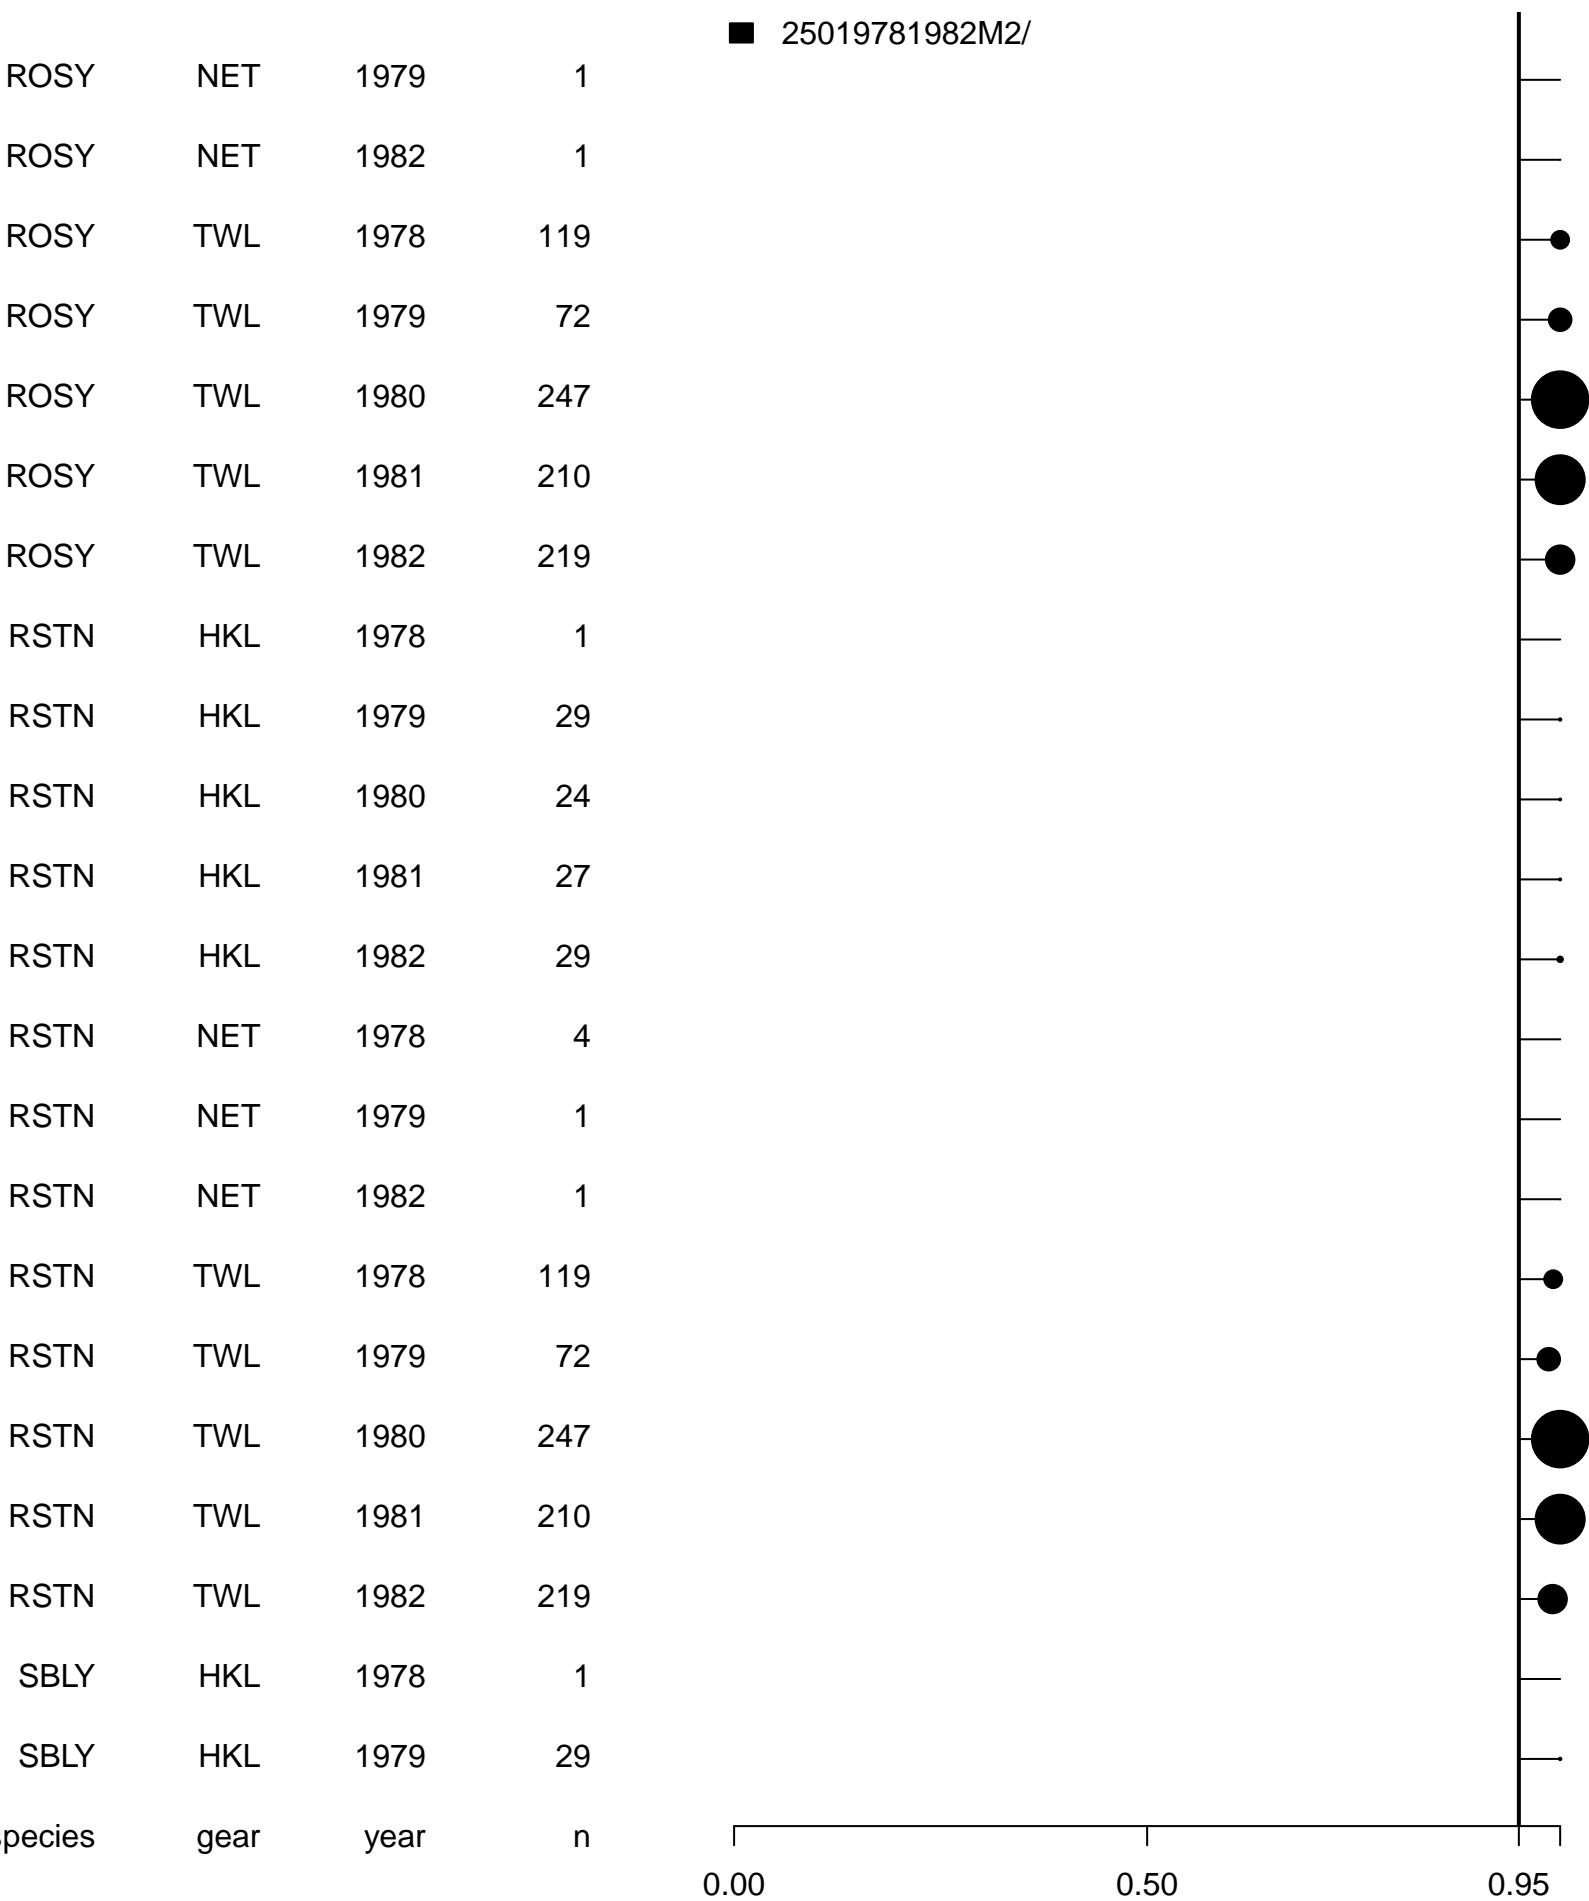 25019781982M2/
ROSY NET 1979 1
ROSY NET 1982 1
ROSY TWL 1978 119
ROSY TWL 1979 72
ROSY TWL 1980 247
ROSY TWL 1981 210
ROSY TWL 1982 219
RSTN HKL 1978 1
RSTN HKL 1979 29
RSTN HKL 1980 24
RSTN HKL 1981 27
RSTN HKL 1982 29
RSTN NET 1978 4
RSTN NET 1979 1
RSTN NET 1982 1
RSTN TWL 1978 119
RSTN TWL 1979 72
RSTN TWL 1980 247
RSTN TWL 1981 210
RSTN TWL 1982 219
SBLY HKL 1978 1
SBLY HKL 1979 29
species gear year n
0.00 0.50 0.95